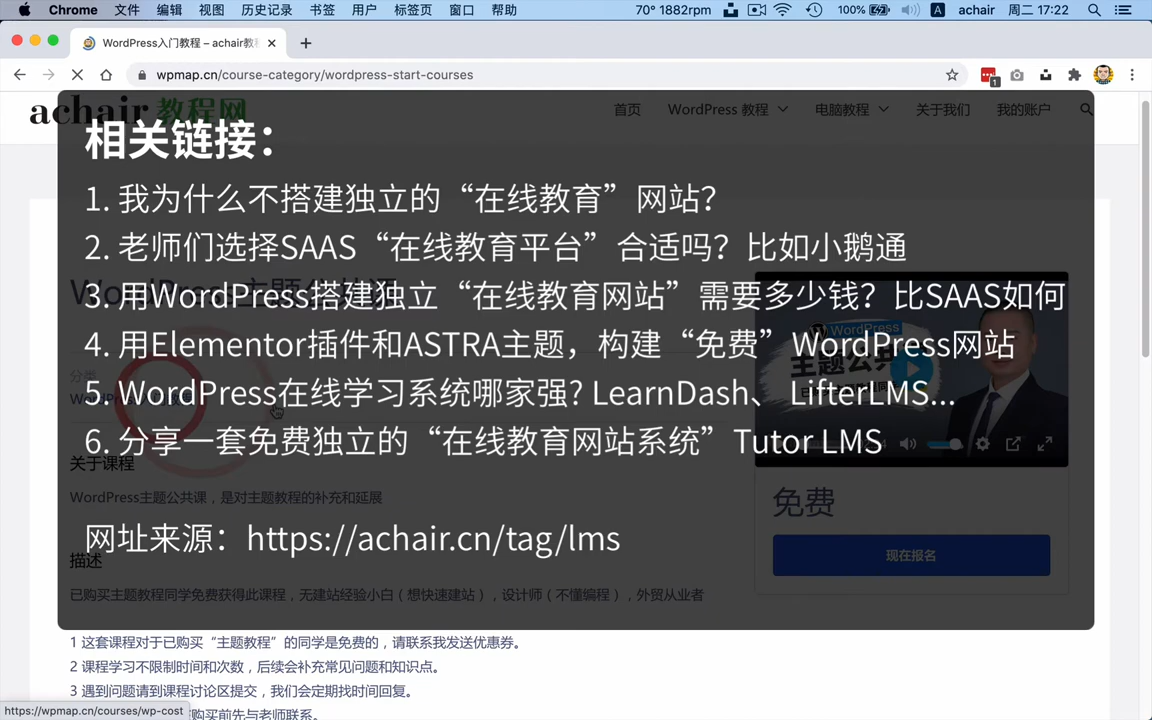 Chrome 文件 编辑 视图 历史记录 书签 用户 标签页 窗口 帮助 70° 1882rpm 100% A achair 周二 17:22
WordPress入门教程 – achair教
wpmap.cn/course-category/wordpress-start-courses
1
achair 教程网
首页 WordPress 教程 电脑教程 关于我们 我的账户
相关链接：
1. 我为什么不搭建独立的“在线教育”网站？
2. 老师们选择SAAS“在线教育平台”合适吗？比如小鹅通
3. 用WordPress搭建独立“在线教育网站”需要多少钱？比SAAS如何
4. 用Elementor插件和ASTRA主题，构建“免费”WordPress网站
5. WordPress在线学习系统哪家强? LearnDash、 LifterLMS...
6. 分享一套免费独立的“在线教育网站系统”Tutor LMS
网址来源：https://achair.cn/tag/lms
WordPress
分类
关于课程
WordPress主题公共课，是对主题教程的补充和延展
免费
现在报名
描述
已购买主题教程同学免费获得此课程，无建站经验小白（想快速建站），设计师（不懂编程），外贸从业者
1 这套课程对于已购买“主题教程”的同学是免费的，请联系我发送优惠券。
2 课程学习不限制时间和次数，后续会补充常见问题和知识点。
3 遇到问题请到课程讨论区提交，我们会定期找时间回复。
https://wpmap.cn/courses/wp-cost
购买前先与老师联系。